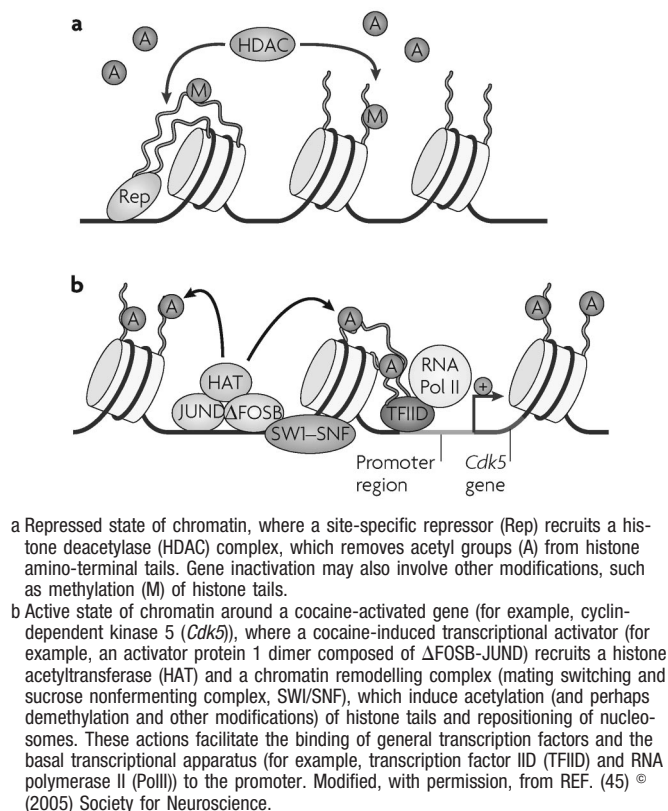 a
A
A
HDAC
A
A
M
M
Rep
b
A
A
HAT
JUND
ΔFOSB
SW1–SNF
A
A
TFIID
RNA
Pol II
+
A
A
Promoter
region
Cdk5
gene
a Repressed state of chromatin, where a site-specific repressor (Rep) recruits a his-
tone deacetylase (HDAC) complex, which removes acetyl groups (A) from histone
amino-terminal tails. Gene inactivation may also involve other modifications, such
as methylation (M) of histone tails.
b Active state of chromatin around a cocaine-activated gene (for example, cyclin-
dependent kinase 5 (Cdk5)), where a cocaine-induced transcriptional activator (for
example, an activator protein 1 dimer composed of ΔFOSB-JUND) recruits a histone
acetyltransferase (HAT) and a chromatin remodelling complex (mating switching and
sucrose nonfermenting complex, SWI/SNF), which induce acetylation (and perhaps
demethylation and other modifications) of histone tails and repositioning of nucleo-
somes. These actions facilitate the binding of general transcription factors and the
basal transcriptional apparatus (for example, transcription factor IID (TFIID) and RNA
polymerase II (PolII)) to the promoter. Modified, with permission, from REF. (45) ©
(2005) Society for Neuroscience.